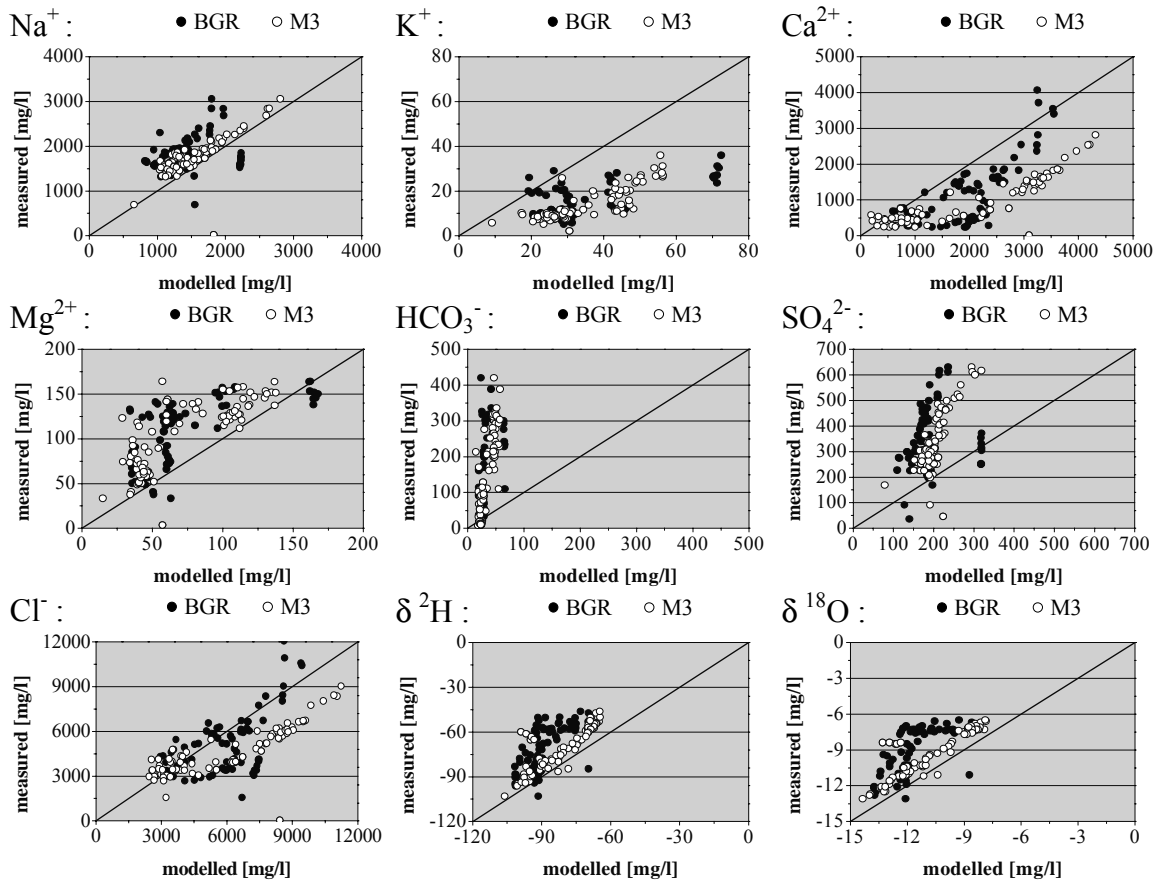 Na+ : ● BGR ○ M3
K+ : ● BGR ○ M3
Ca2+ : ● BGR ○ M3
measured [mg/l]
4000
3000
2000
1000
0
0 1000 2000 3000 4000
modelled [mg/l]
measured [mg/l]
80
60
40
20
0
0 20 40 60 80
modelled [mg/l]
measured [mg/l]
5000
4000
3000
2000
1000
0
0 1000 2000 3000 4000 5000
modelled [mg/l]
Mg2+ : ● BGR ○ M3
HCO3- : ● BGR ○ M3
SO42- : ● BGR ○ M3
measured [mg/l]
200
150
100
50
0
0 50 100 150 200
modelled [mg/l]
measured [mg/l]
500
400
300
200
100
0
0 100 200 300 400 500
modelled [mg/l]
measured [mg/l]
700
600
500
400
300
200
100
0
0 100 200 300 400 500 600 700
modelled [mg/l]
Cl- : ● BGR ○ M3
δ 2H : ● BGR ○ M3
δ 18O : ● BGR ○ M3
measured [mg/l]
12000
9000
6000
3000
0
0 3000 6000 9000 12000
modelled [mg/l]
measured [mg/l]
-0
-30
-60
-90
-120
-120 -90 -60 -30 0
modelled [mg/l]
measured [mg/l]
-0
-3
-6
-9
-12
-15
-15 -12 -9 -6 -3 0
modelled [mg/l]